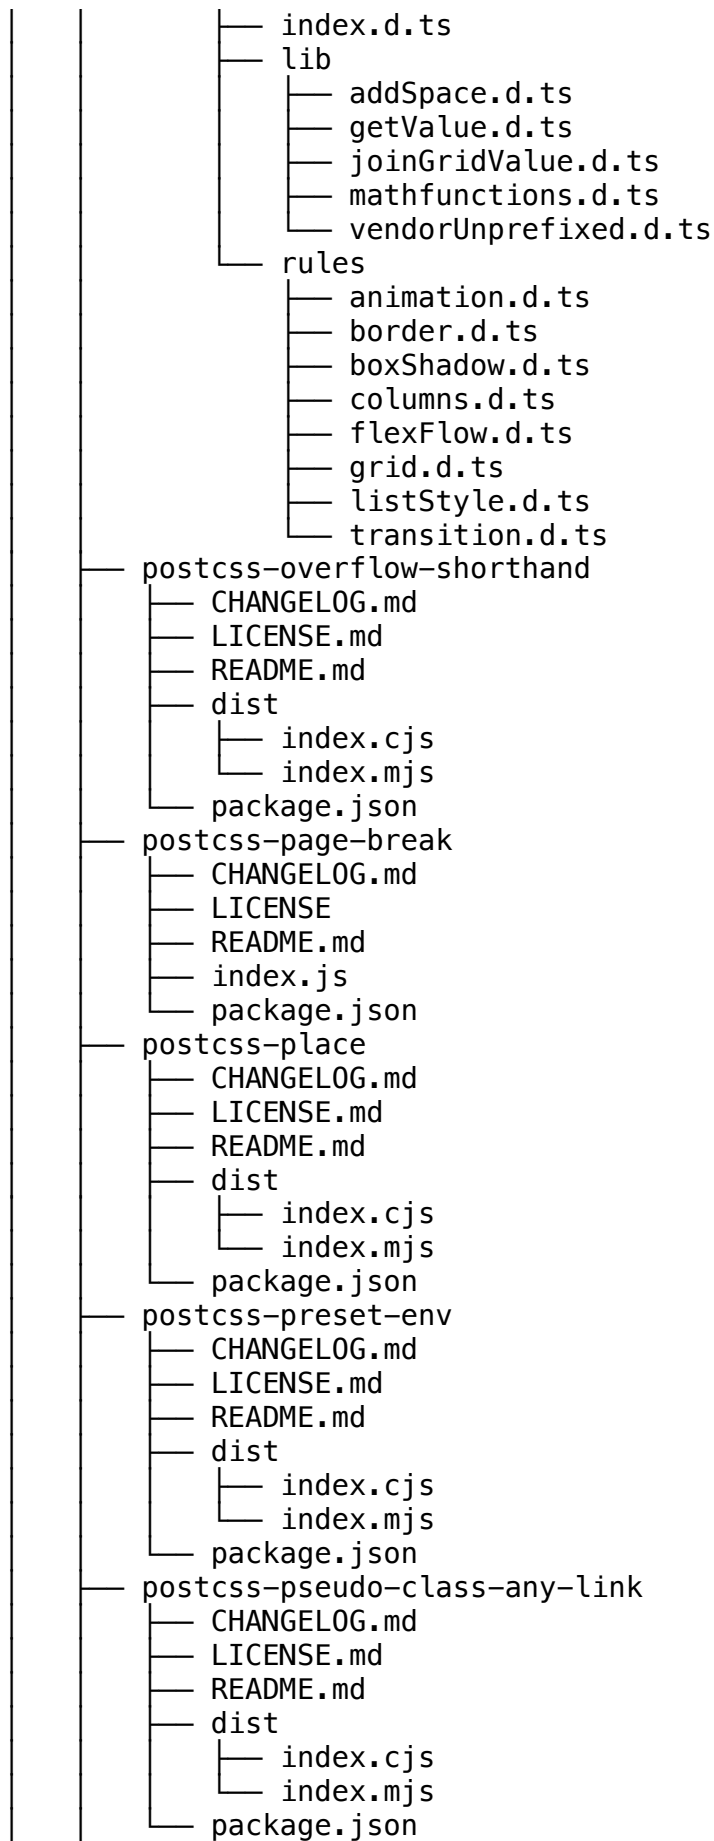 │   │       ├── index.d.ts
│   │       ├── lib
│   │       │   ├── addSpace.d.ts
│   │       │   ├── getValue.d.ts
│   │       │   ├── joinGridValue.d.ts
│   │       │   ├── mathfunctions.d.ts
│   │       │   └── vendorUnprefixed.d.ts
│   │       └── rules
│   │           ├── animation.d.ts
│   │           ├── border.d.ts
│   │           ├── boxShadow.d.ts
│   │           ├── columns.d.ts
│   │           ├── flexFlow.d.ts
│   │           ├── grid.d.ts
│   │           ├── listStyle.d.ts
│   │           └── transition.d.ts
│   ├── postcss-overflow-shorthand
│   │   ├── CHANGELOG.md
│   │   ├── LICENSE.md
│   │   ├── README.md
│   │   ├── dist
│   │   │   ├── index.cjs
│   │   │   └── index.mjs
│   │   └── package.json
│   ├── postcss-page-break
│   │   ├── CHANGELOG.md
│   │   ├── LICENSE
│   │   ├── README.md
│   │   ├── index.js
│   │   └── package.json
│   ├── postcss-place
│   │   ├── CHANGELOG.md
│   │   ├── LICENSE.md
│   │   ├── README.md
│   │   ├── dist
│   │   │   ├── index.cjs
│   │   │   └── index.mjs
│   │   └── package.json
│   ├── postcss-preset-env
│   │   ├── CHANGELOG.md
│   │   ├── LICENSE.md
│   │   ├── README.md
│   │   ├── dist
│   │   │   ├── index.cjs
│   │   │   └── index.mjs
│   │   └── package.json
│   ├── postcss-pseudo-class-any-link
│   │   ├── CHANGELOG.md
│   │   ├── LICENSE.md
│   │   ├── README.md
│   │   ├── dist
│   │   │   ├── index.cjs
│   │   │   └── index.mjs
│   │   └── package.json